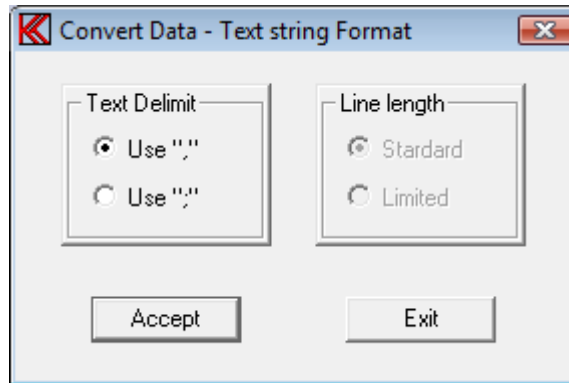 Convert Data - Text string Format
Text Delimit
Use ","
Use ";"
Line length
Stardard
Limited
Accept
Exit